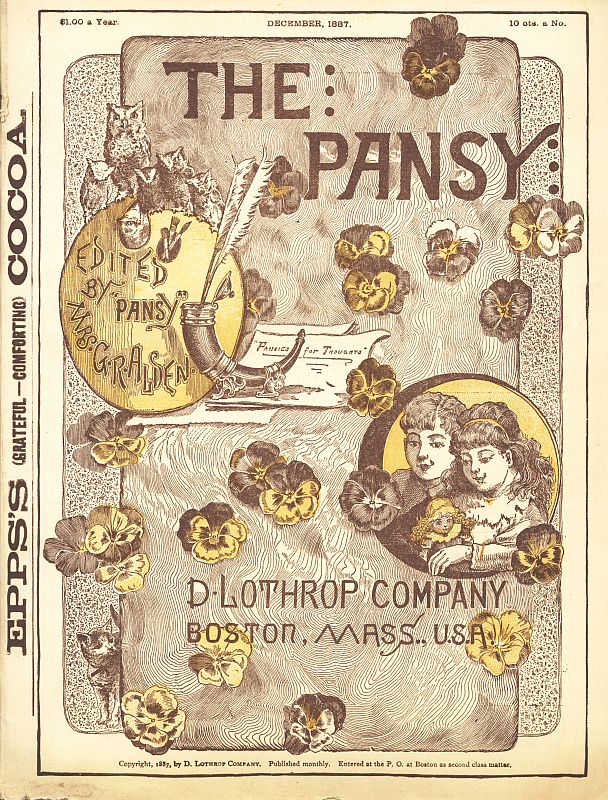 $1.00 a Year.
DECEMBER, 1887.
10 cts. a No.
THE
PANSY
EDITED
BY "PANSY"
MRS G.R. ALDEN.
"PANSIES for THOUGHTS"
D. LOTHROP COMPANY
BOSTON, MASS., U.S.A.
Copyright, 1887, by D. LOTHROP COMPANY. Published monthly. Entered at the P. O. at Boston as second class matter.
EPPS'S (GRATEFUL—COMFORTING) COCOA.